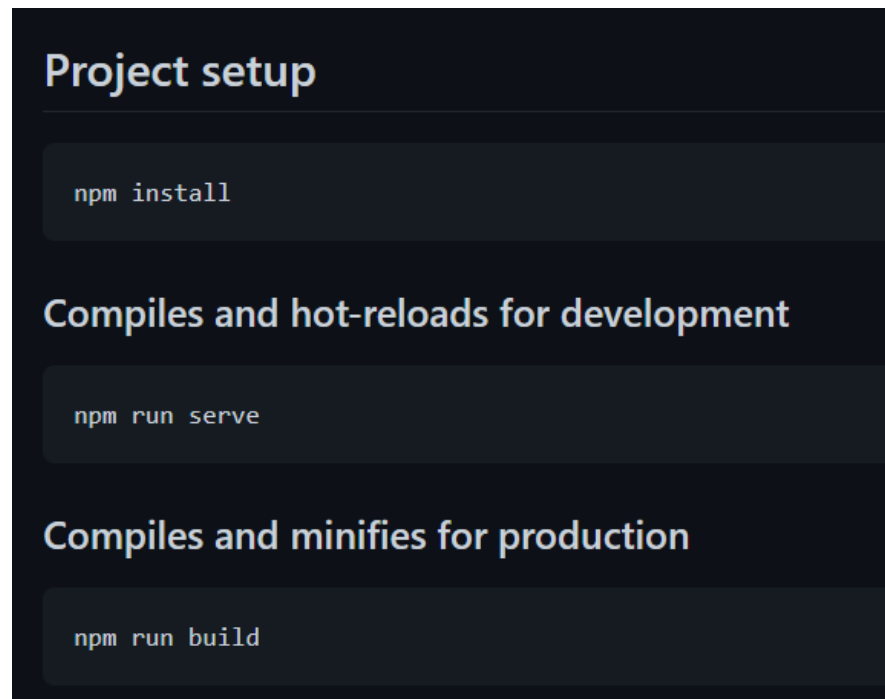 Project setup
npm install
Compiles and hot-reloads for development
npm run serve
Compiles and minifies for production
npm run build